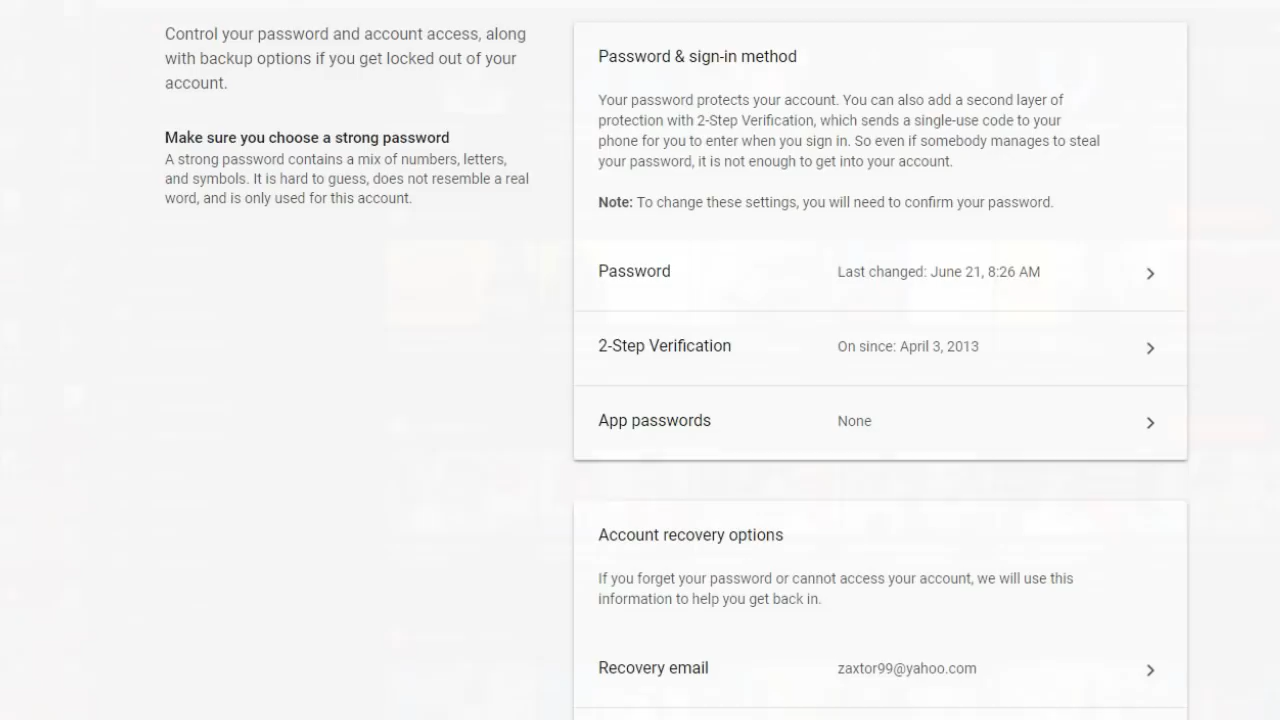 Control your password and account access, along
with backup options if you get locked out of your
account.
Make sure you choose a strong password
A strong password contains a mix of numbers, letters,
and symbols. It is hard to guess, does not resemble a real
word, and is only used for this account.
Password & sign-in method
Your password protects your account. You can also add a second layer of
protection with 2-Step Verification, which sends a single-use code to your
phone for you to enter when you sign in. So even if somebody manages to steal
your password, it is not enough to get into your account.
Note: To change these settings, you will need to confirm your password.
Password Last changed: June 21, 8:26 AM
2-Step Verification On since: April 3, 2013
App passwords None
Account recovery options
If you forget your password or cannot access your account, we will use this
information to help you get back in.
Recovery email zaxtor99@yahoo.com